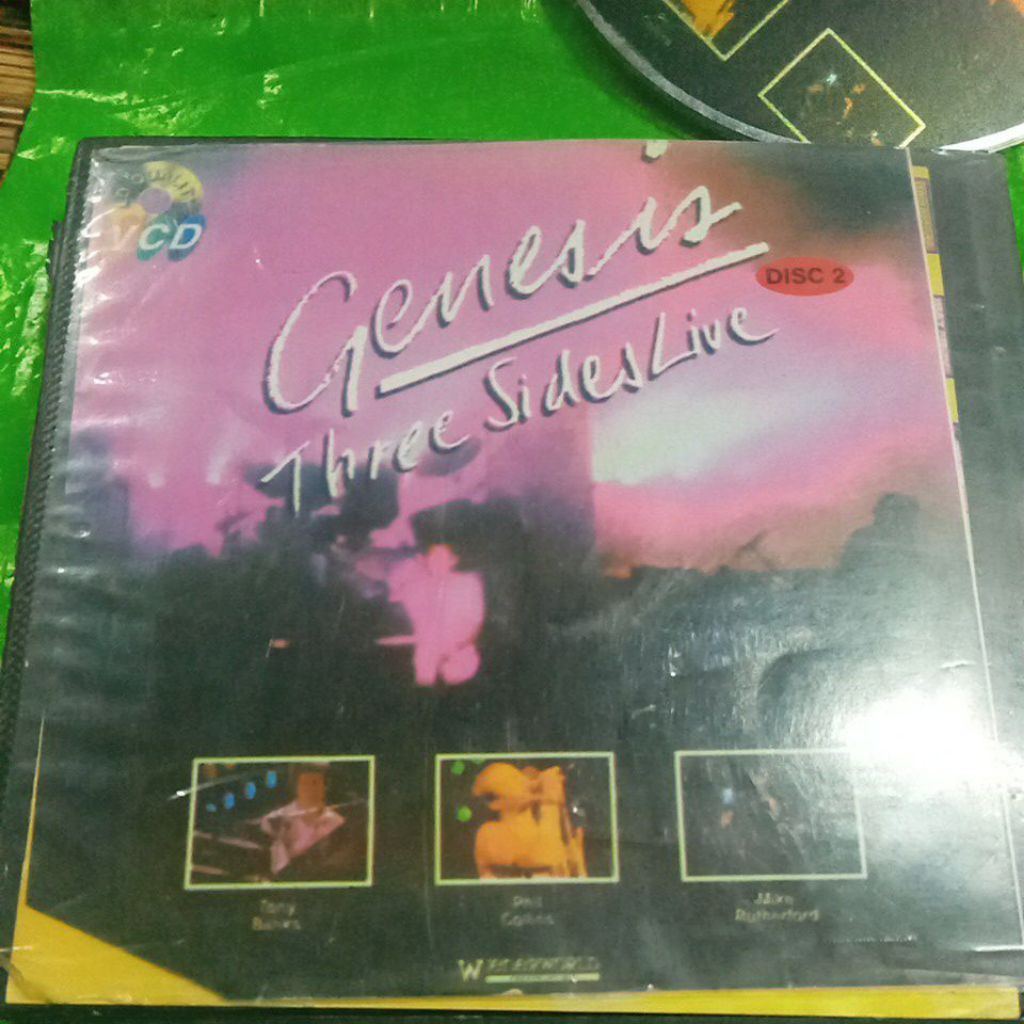 VCD
Genesis
DISC 2
Three Sides Live
Tony
Banks
Phil
Collins
Mike
Rutherford